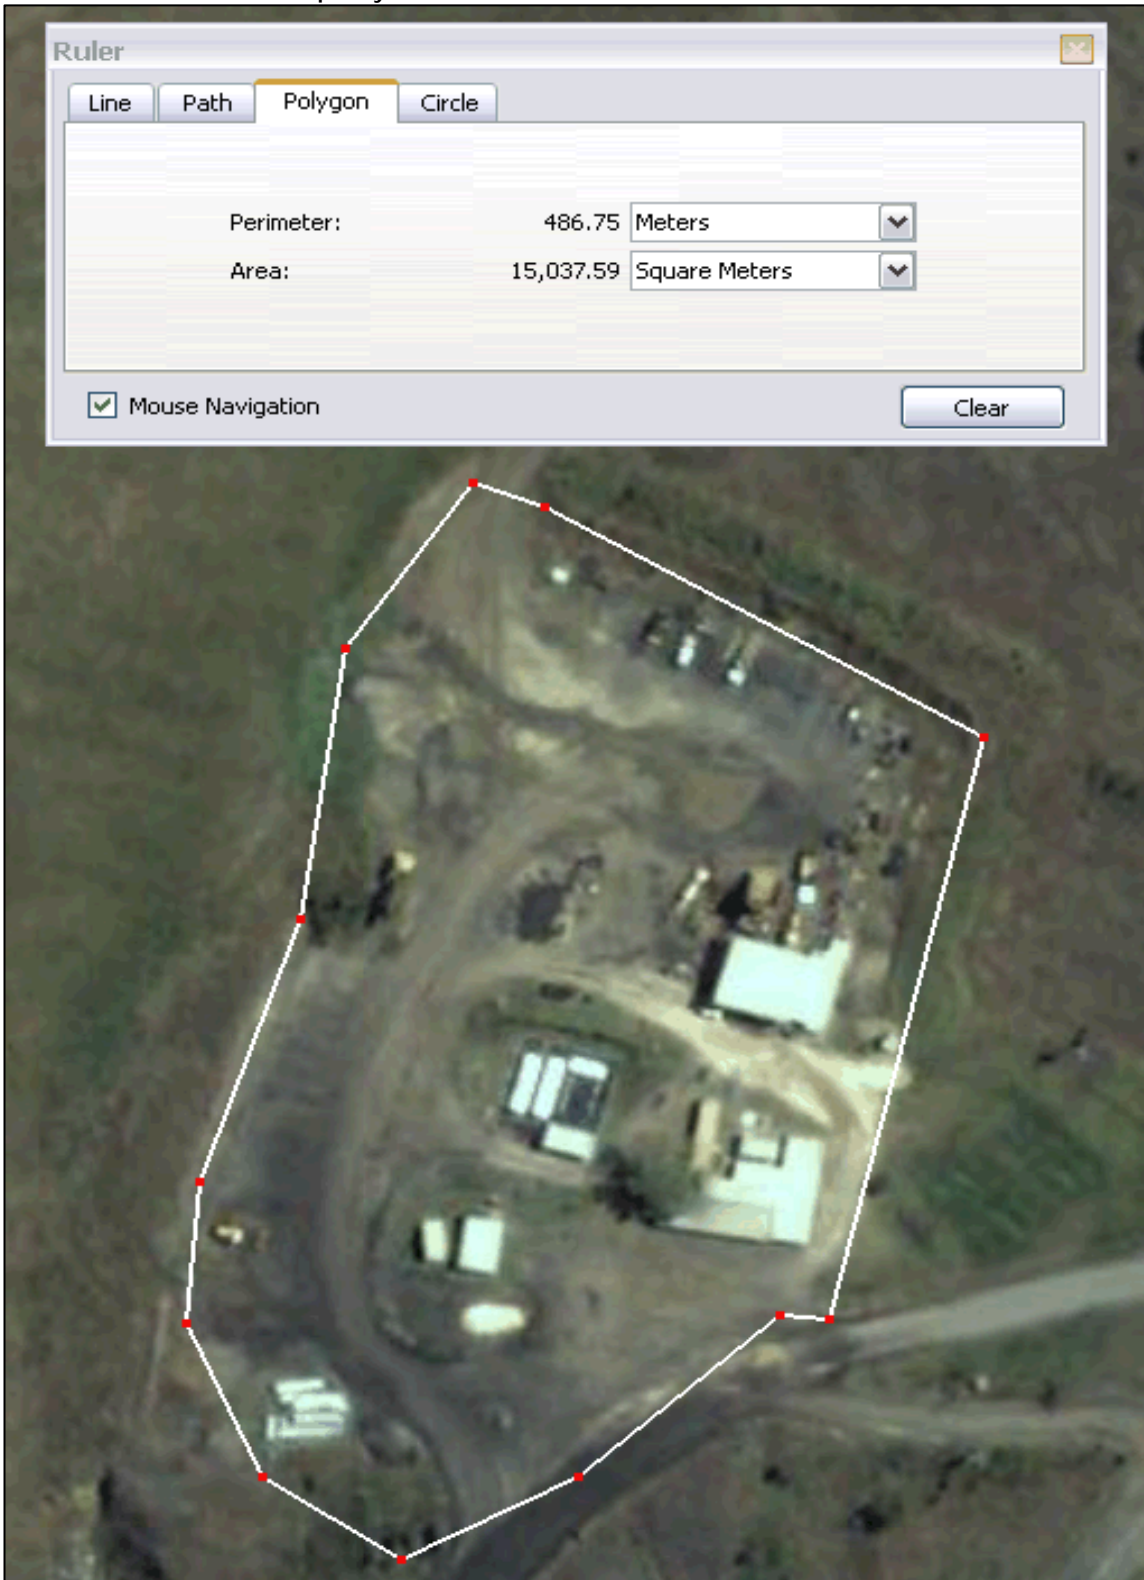 Ruler
Line Path Polygon Circle
Perimeter: 486.75 Meters
Area: 15,037.59 Square Meters
Mouse Navigation Clear